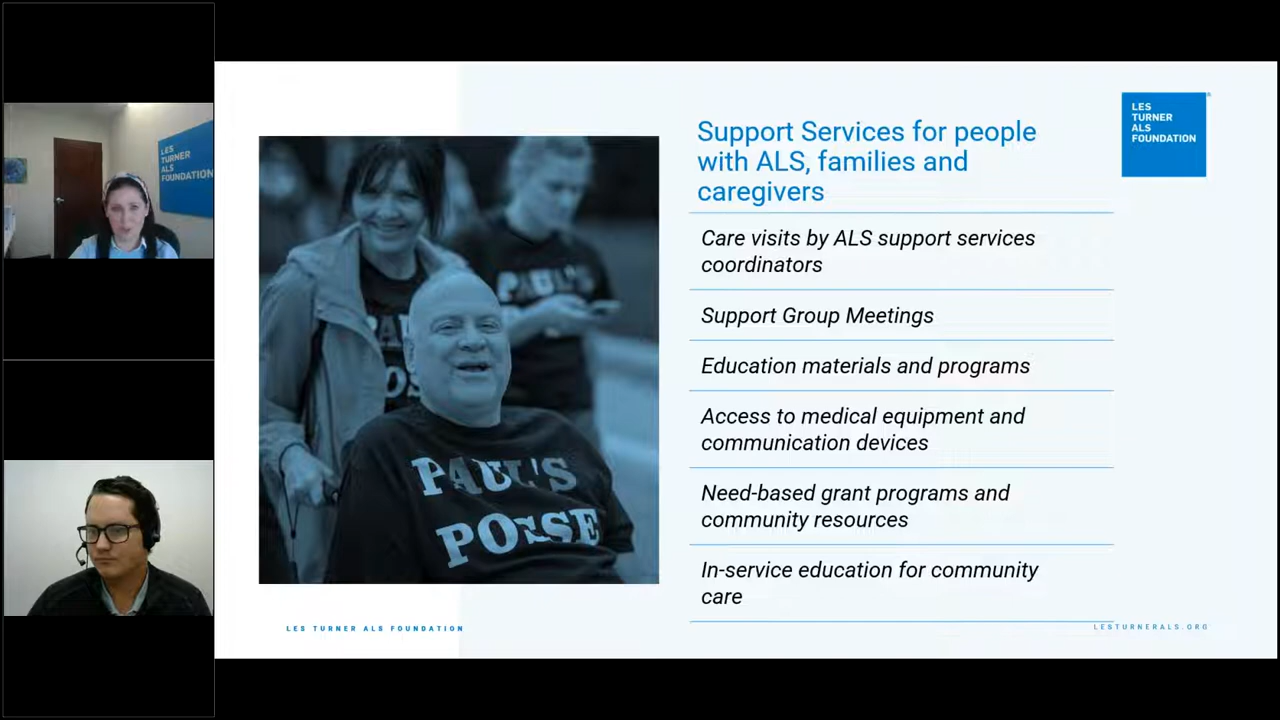 LES
TURNER
ALS
FOUNDATION
PAUL'S
PAUL'S
POSSE
LES TURNER ALS FOUNDATION
Support Services for people
with ALS, families and
caregivers
Care visits by ALS support services
coordinators
Support Group Meetings
Education materials and programs
Access to medical equipment and
communication devices
Need-based grant programs and
community resources
In-service education for community
care
LES
TURNER
ALS
FOUNDATION
LESTURNERALS.ORG